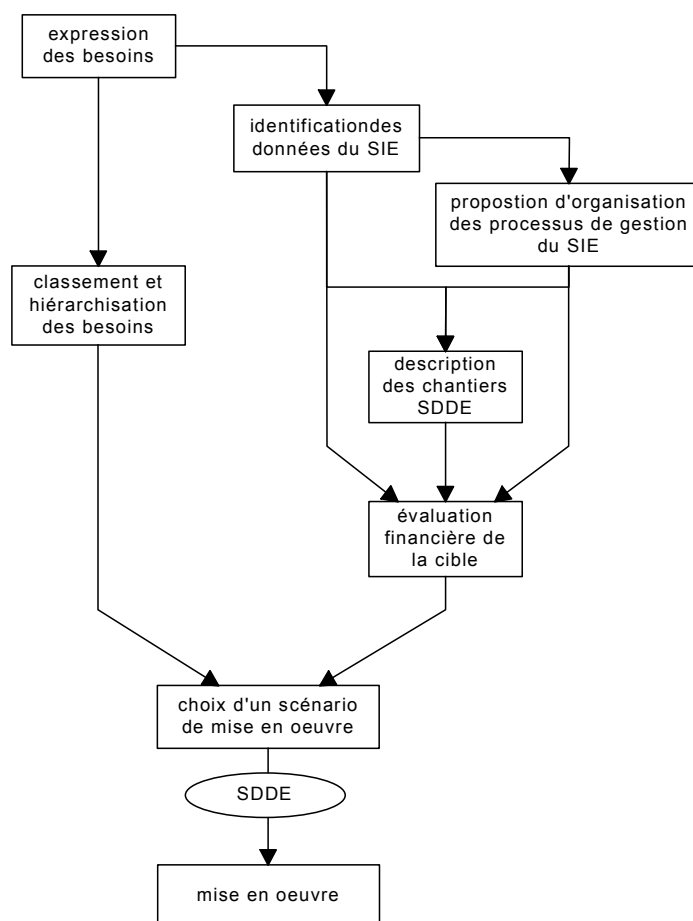 expression
des besoins
identificationdes
données du SIE
propostion d'organisation
des processus de gestion
du SIE
classement et
hiérarchisation
des besoins
description
des chantiers
SDDE
évaluation
financière de
la cible
choix d'un scénario
de mise en oeuvre
SDDE
mise en oeuvre